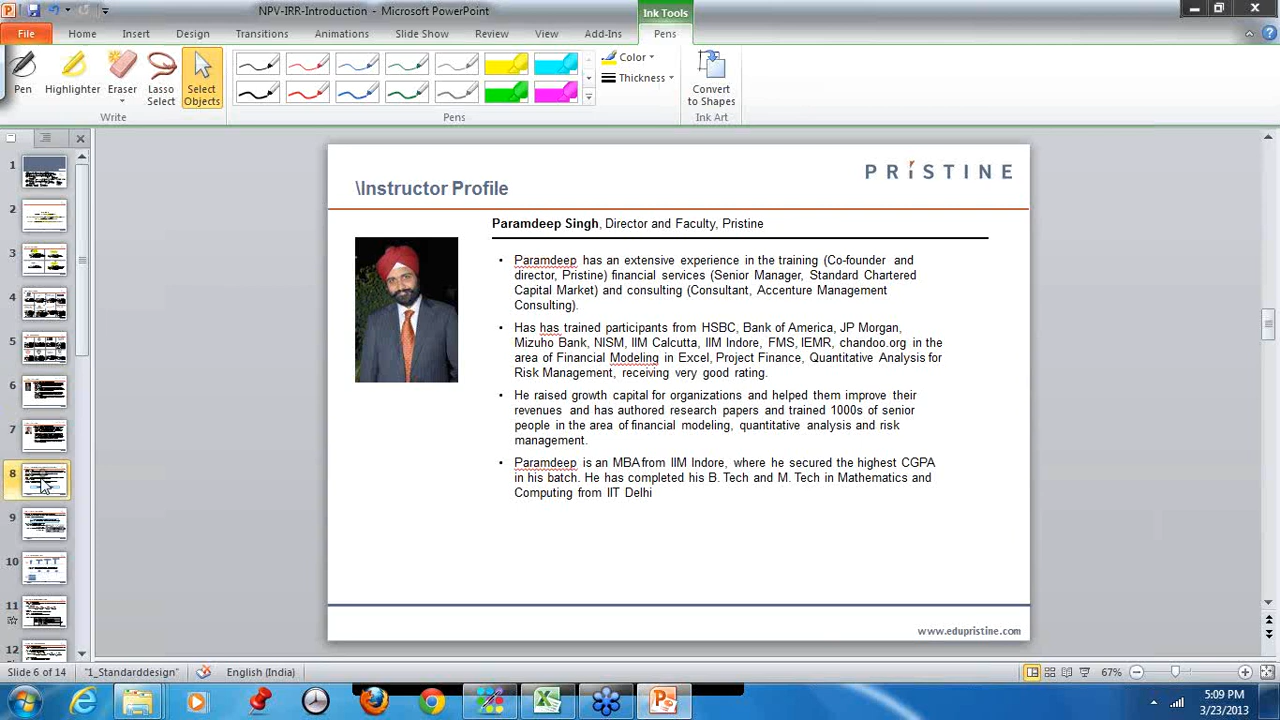 NPV-IRR-Introduction - Microsoft PowerPoint
Ink Tools
File Home Insert Design Transitions Animations Slide Show Review View Add-Ins Pens
Pen Highlighter Eraser Lasso Select Select Objects
Color
Thickness
Convert to Shapes
Write Pens Ink Art
PRiSTINE
\Instructor Profile
Paramdeep Singh, Director and Faculty, Pristine
• Paramdeep has an extensive experience in the training (Co-founder and
director, Pristine) financial services (Senior Manager, Standard Chartered
Capital Market) and consulting (Consultant, Accenture Management
Consulting).
• Has has trained participants from HSBC, Bank of America, JP Morgan,
Mizuho Bank, NISM, IIM Calcutta, IIM Indore, FMS, IEMR, chandoo.org in the
area of Financial Modeling in Excel, Project Finance, Quantitative Analysis for
Risk Management, receiving very good rating.
• He raised growth capital for organizations and helped them improve their
revenues and has authored research papers and trained 1000s of senior
people in the area of financial modeling, quantitative analysis and risk
management.
• Paramdeep is an MBA from IIM Indore, where he secured the highest CGPA
in his batch. He has completed his B. Tech and M. Tech in Mathematics and
Computing from IIT Delhi
www.edupristine.com
1
2
3
4
5
6
7
8
9
10
11
12
Slide 6 of 14 "1_Standarddesign" English (India) 67%
5:09 PM
3/23/2013